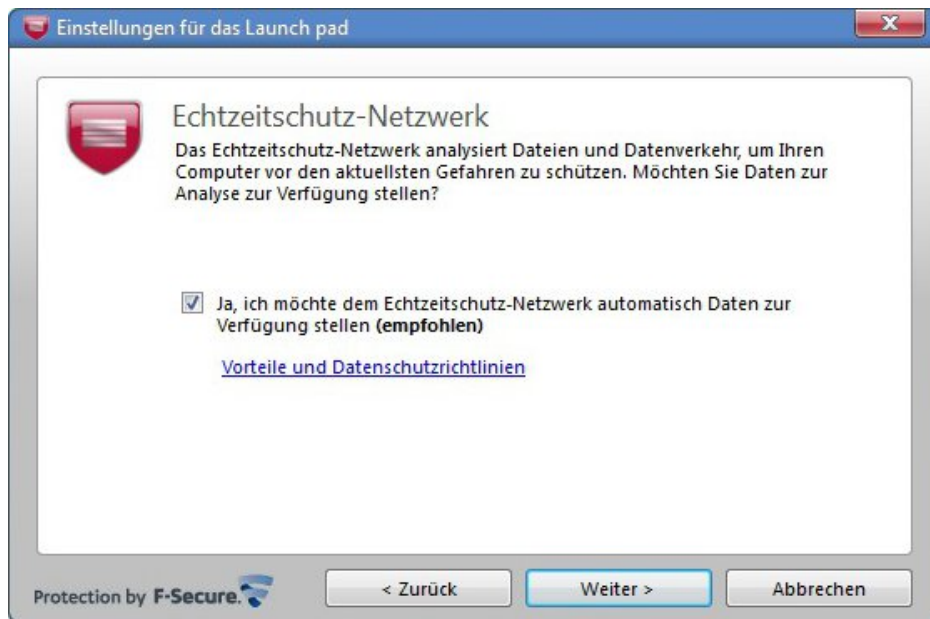 Einstellungen für das Launch pad
X
Echtzeitschutz-Netzwerk
Das Echtzeitschutz-Netzwerk analysiert Dateien und Datenverkehr, um Ihren
Computer vor den aktuellsten Gefahren zu schützen. Möchten Sie Daten zur
Analyse zur Verfügung stellen?
Ja, ich möchte dem Echtzeitschutz-Netzwerk automatisch Daten zur
Verfügung stellen (empfohlen)
Vorteile und Datenschutzrichtlinien
Protection by F-Secure.
< Zurück
Weiter >
Abbrechen